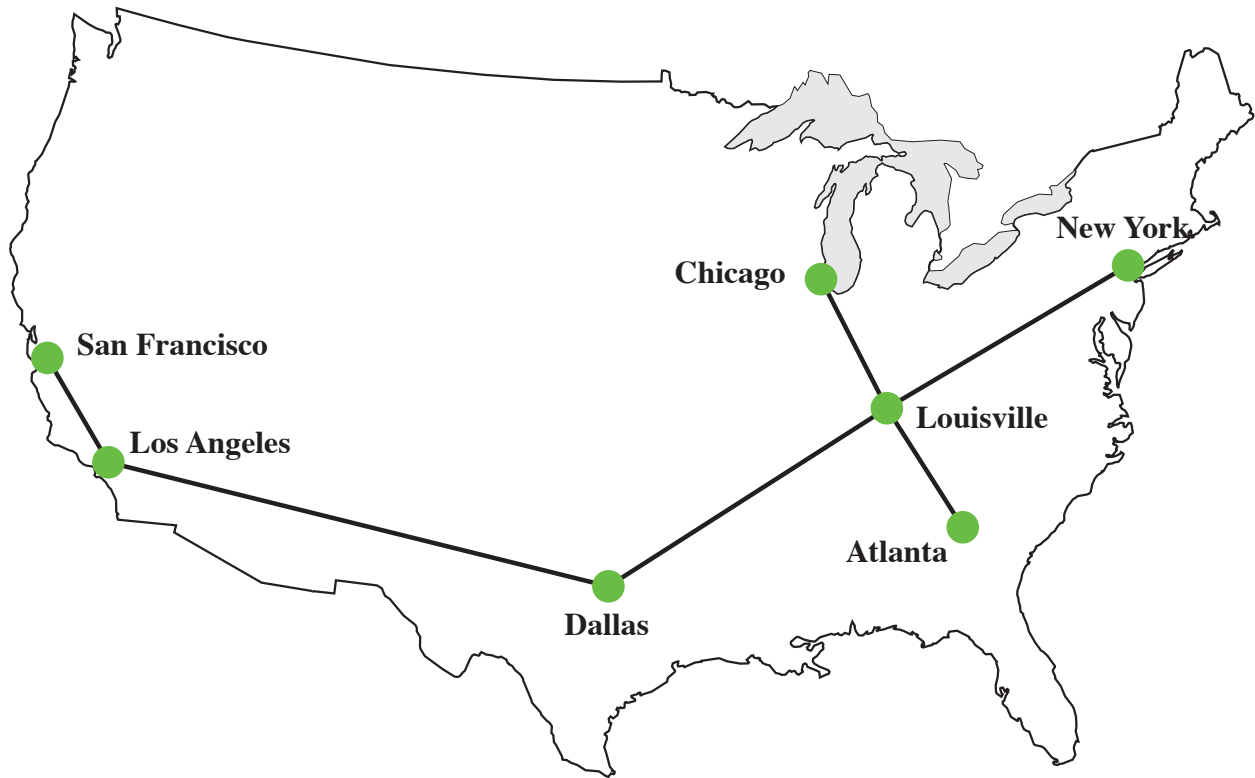 New York
Chicago
San Francisco
Louisville
Los Angeles
Atlanta
Dallas